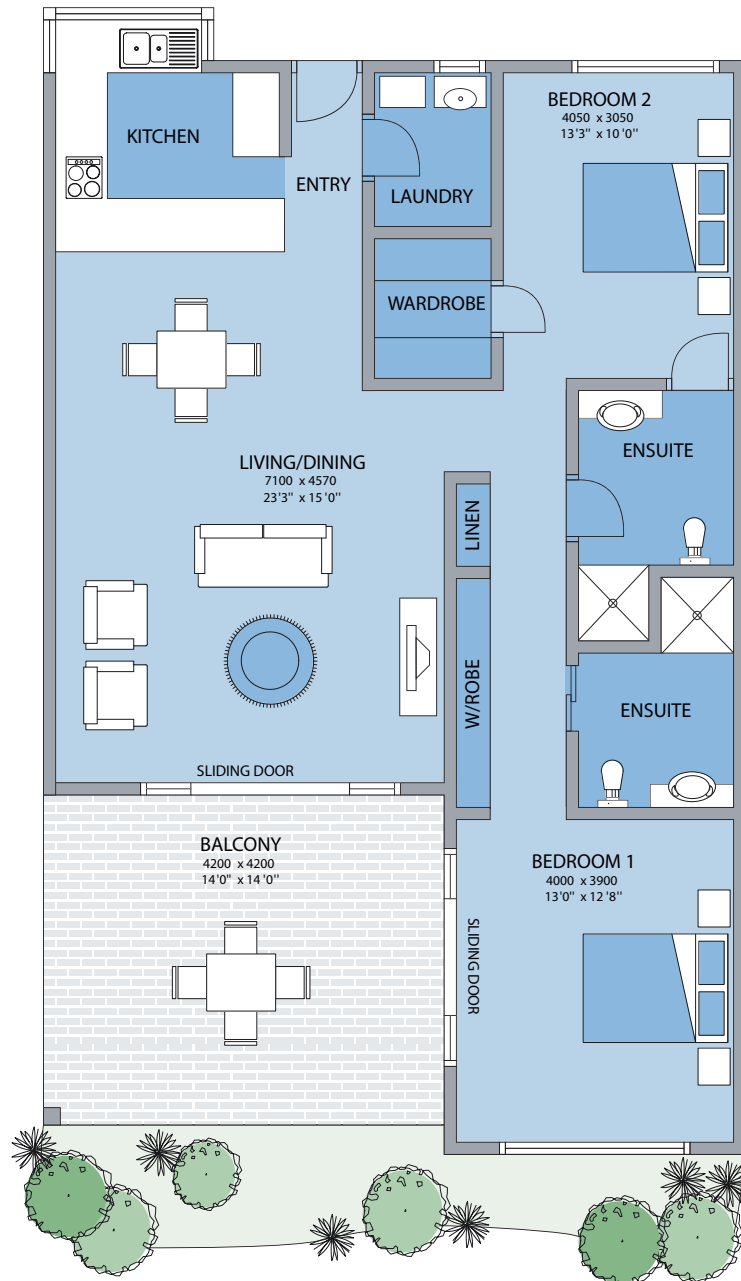 KITCHEN
ENTRY
LAUNDRY
BEDROOM 2
4050 x 3050
13'3" x 10'0"
WARDROBE
ENSUITE
LIVING/DINING
7100 x 4570
23'3" x 15'0"
LINEN
W/ROBE
ENSUITE
SLIDING DOOR
BALCONY
4200 x 4200
14'0" x 14'0"
SLIDING DOOR
BEDROOM 1
4000 x 3900
13'0" x 12'8"